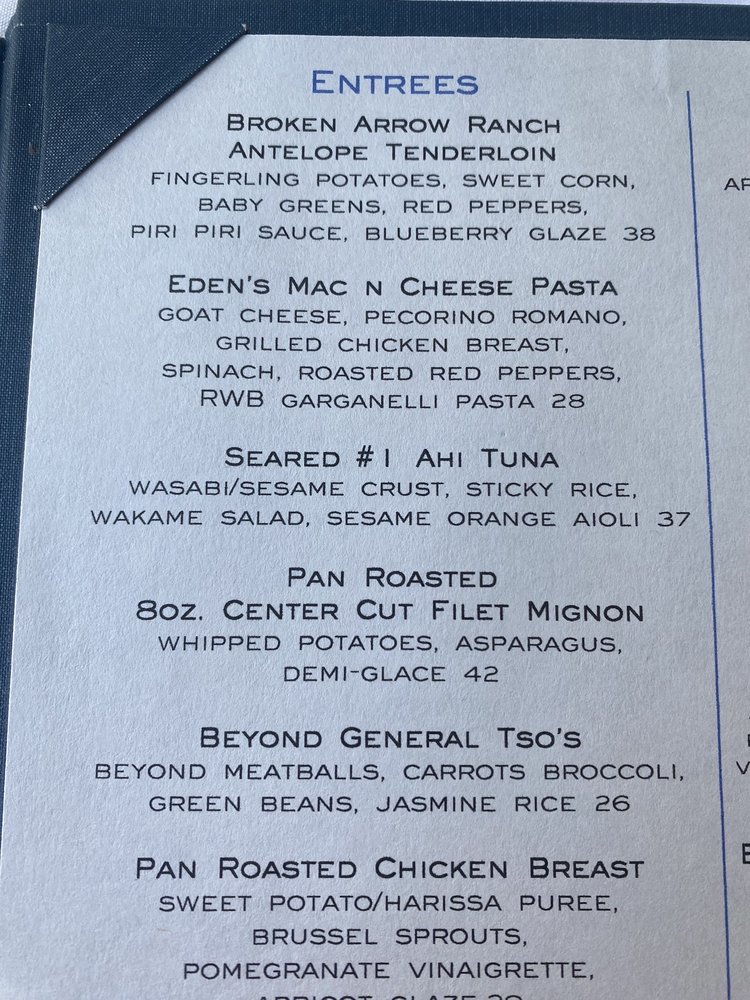 ENTREES
BROKEN ARROW RANCH
ANTELOPE TENDERLOIN
FINGERLING POTATOES, SWEET CORN,
BABY GREENS, RED PEPPERS,
PIRI PIRI SAUCE, BLUEBERRY GLAZE 38
EDEN'S MAC N CHEESE PASTA
GOAT CHEESE, PECORINO ROMANO,
GRILLED CHICKEN BREAST,
SPINACH, ROASTED RED PEPPERS,
RWB GARGANELLI PASTA 28
SEARED #1 AHI TUNA
WASABI/SESAME CRUST, STICKY RICE,
WAKAME SALAD, SESAME ORANGE AIOLI 37
PAN ROASTED
8OZ. CENTER CUT FILET MIGNON
WHIPPED POTATOES, ASPARAGUS,
DEMI-GLACE 42
BEYOND GENERAL TSO'S
BEYOND MEATBALLS, CARROTS BROCCOLI,
GREEN BEANS, JASMINE RICE 26
PAN ROASTED CHICKEN BREAST
SWEET POTATO/HARISSA PUREE,
BRUSSEL SPROUTS,
POMEGRANATE VINAIGRETTE,
APRICOT GLAZE